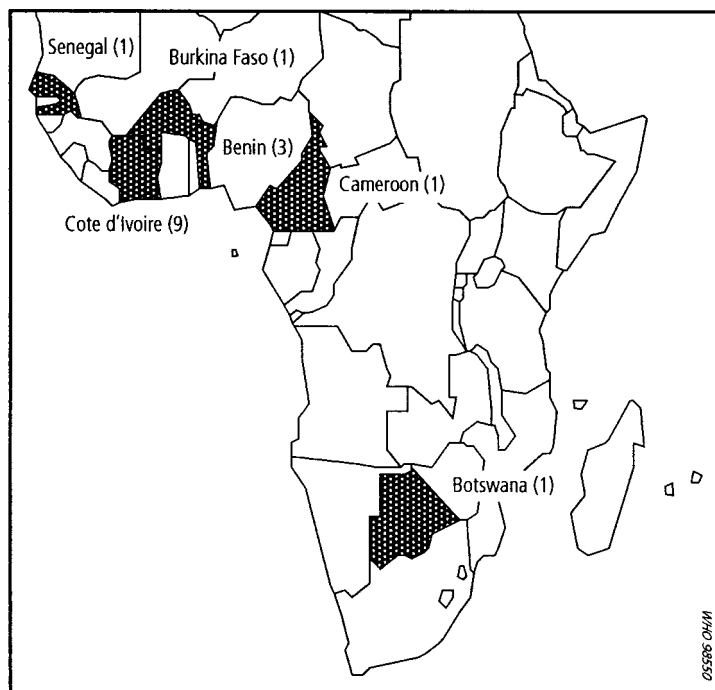 Senegal (1)
Burkina Faso (1)
Benin (3)
Cameroon (1)
Cote d'Ivoire (9)
Botswana (1)
WHO 98550